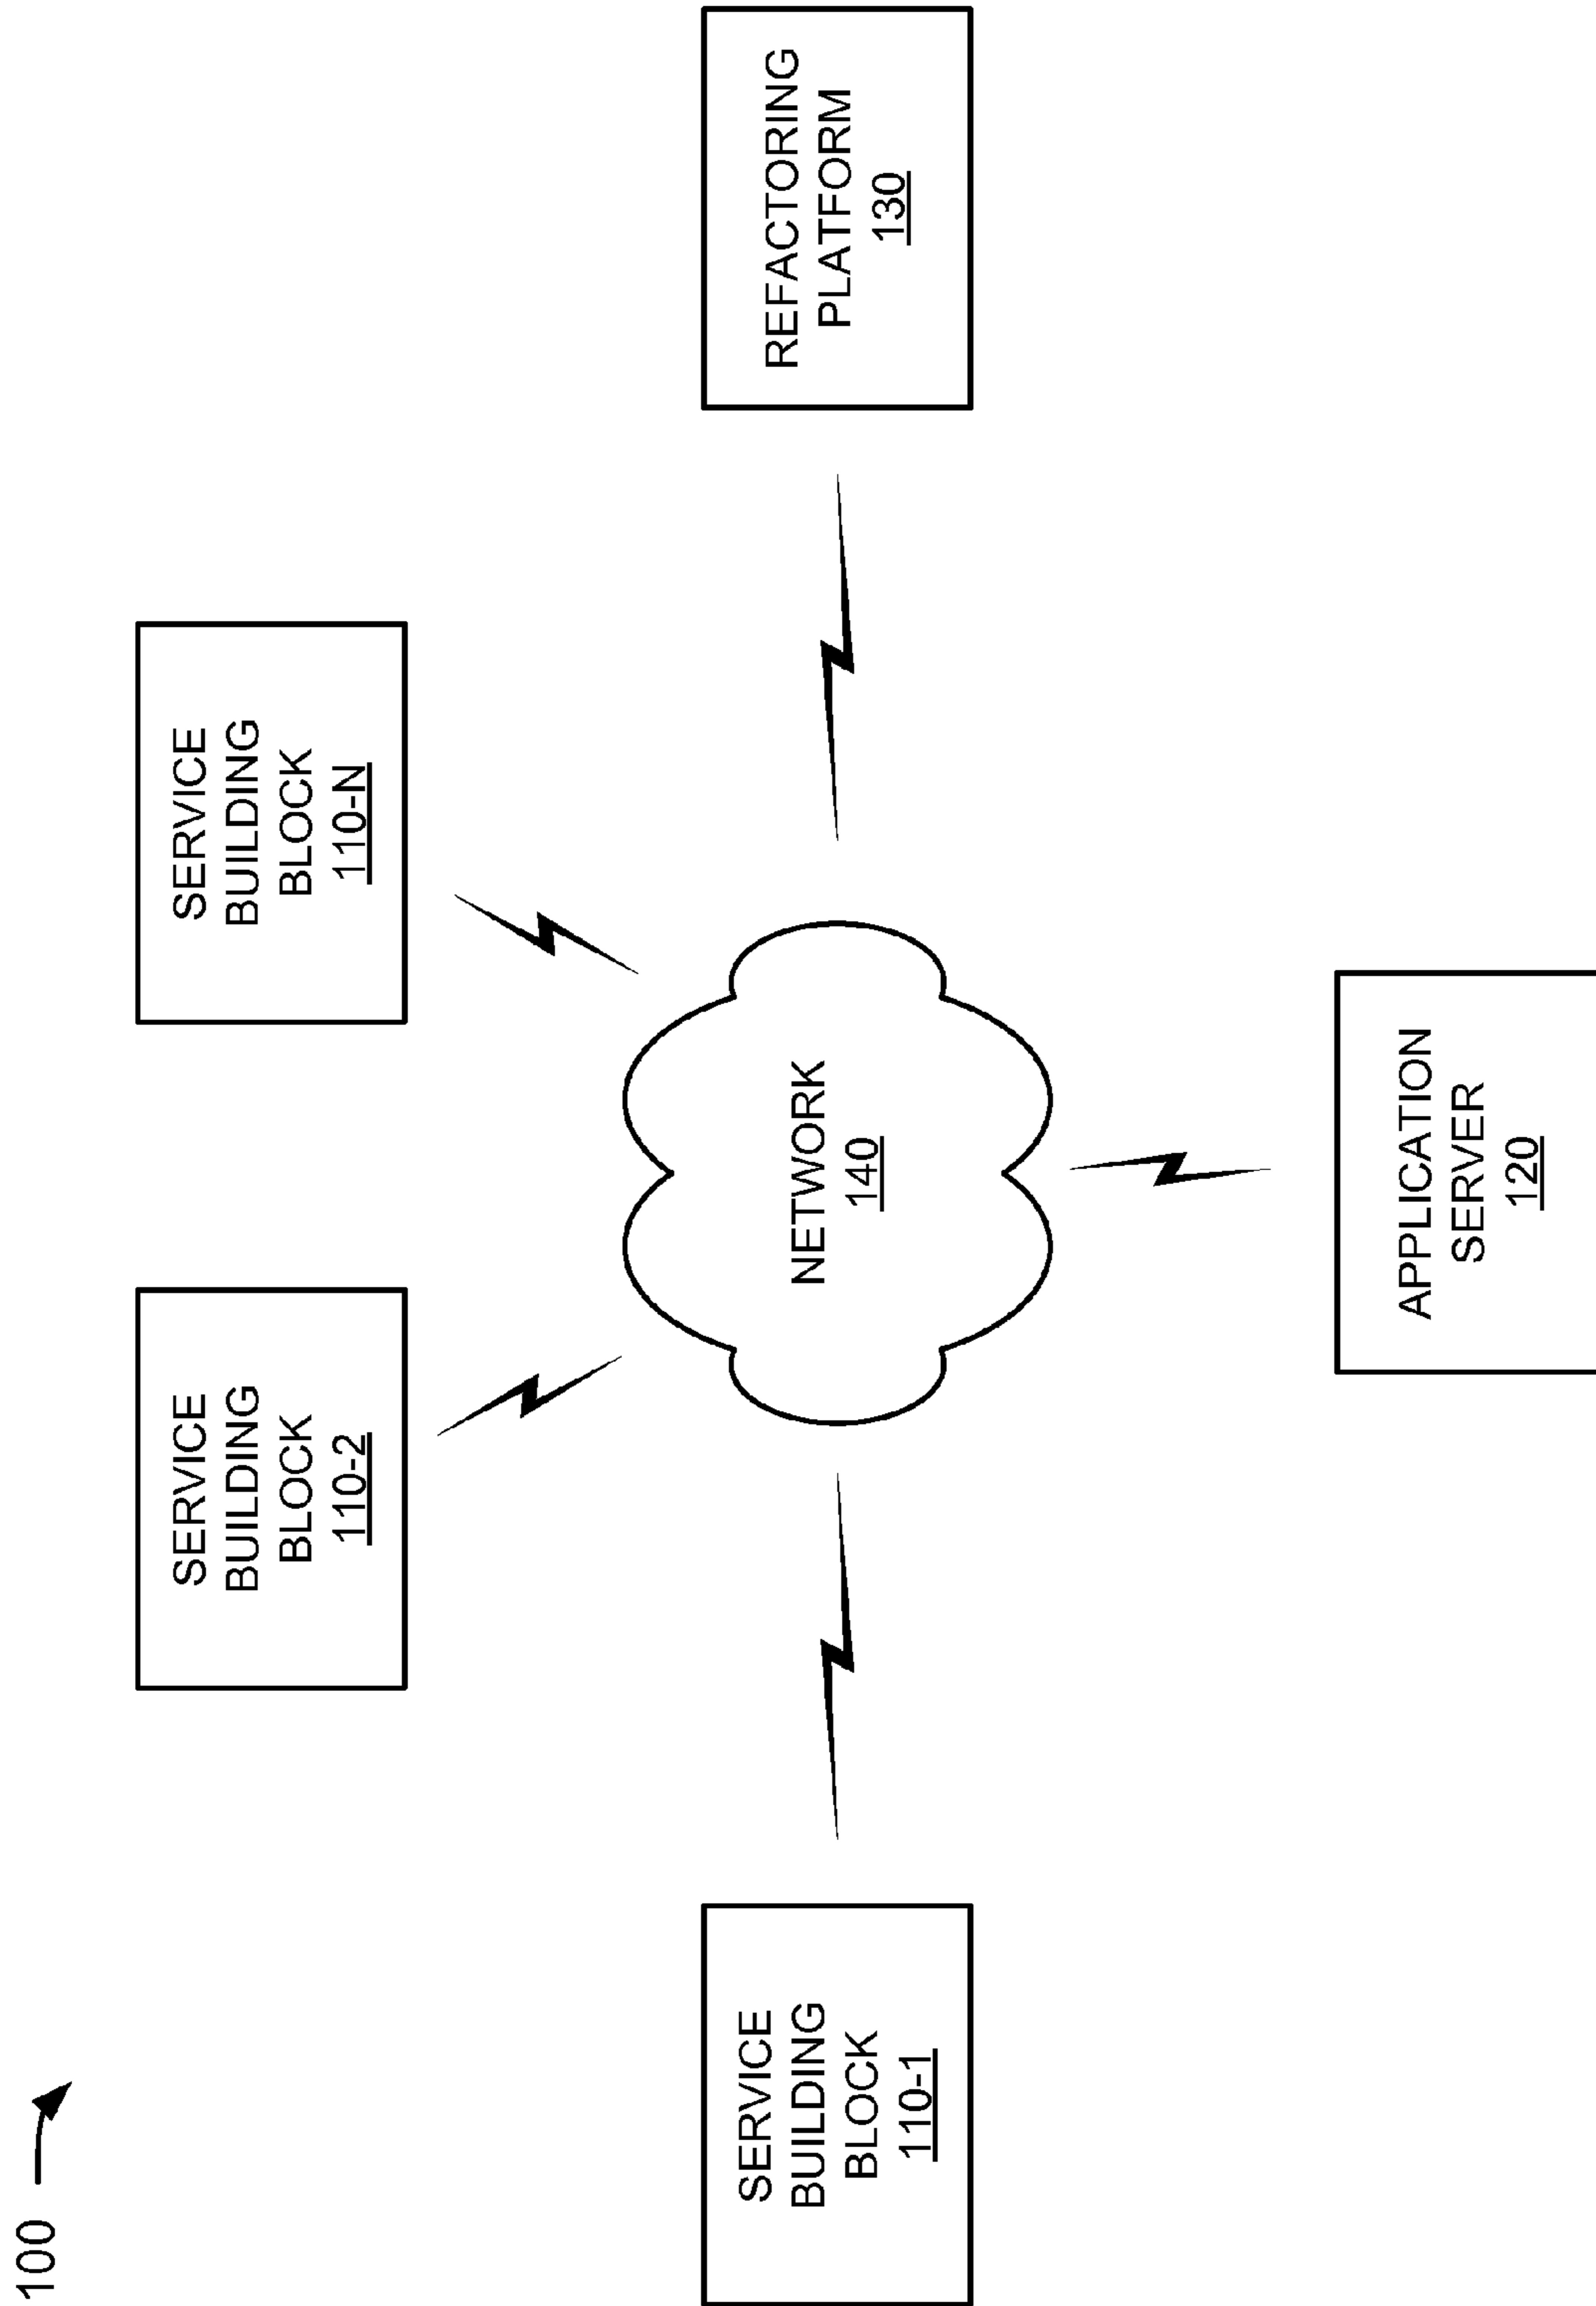 100
SERVICE
BUILDING
BLOCK
110-2
SERVICE
BUILDING
BLOCK
110-N
SERVICE
BUILDING
BLOCK
110-1
NETWORK
140
REFACTORING
PLATFORM
130
APPLICATION
SERVER
120